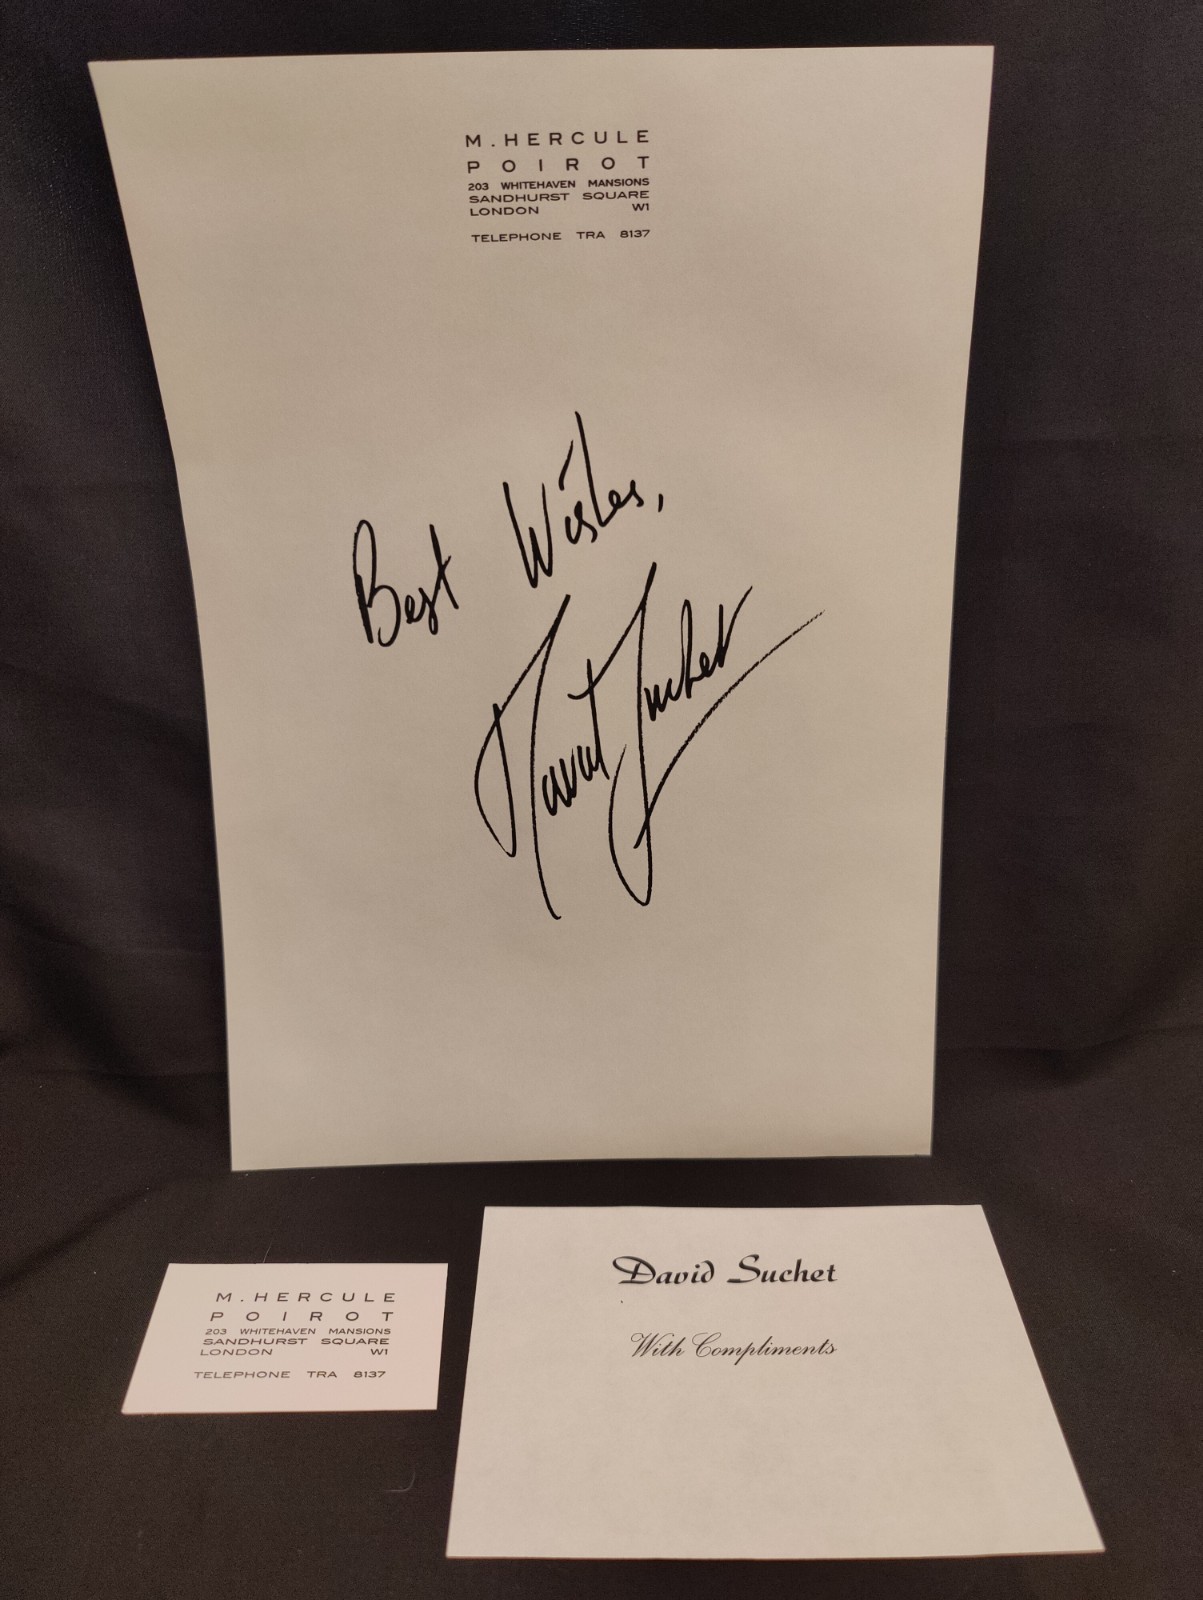 M. HERCULE
POIROT
203 WHITEHAVEN MANSIONS
SANDHURST SQUARE
LONDON W1
TELEPHONE TRA 8137
Best Wishes,
David Suchet
M. HERCULE
POIROT
203 WHITEHAVEN MANSIONS
SANDHURST SQUARE
LONDON W1
TELEPHONE TRA 8137
David Suchet
With Compliments